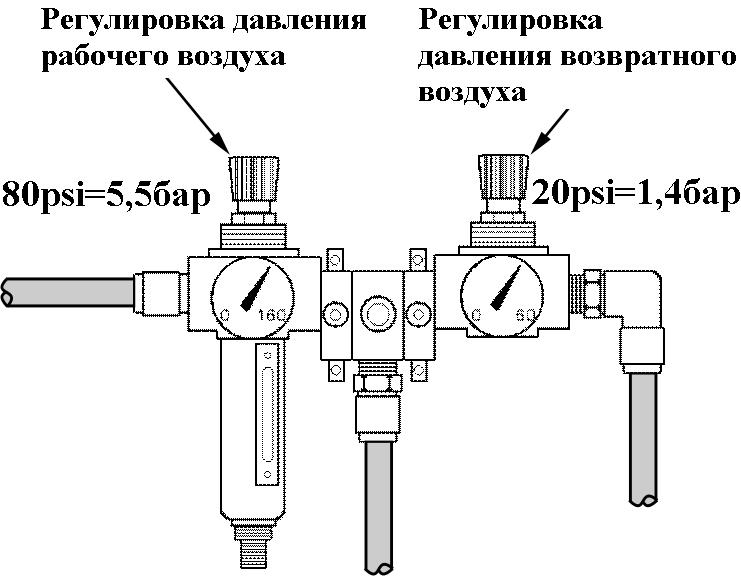 Регулировка давления
рабочего воздуха
Регулировка
давления возвратного
воздуха
80psi=5,5бар
20psi=1,4бар
0 160
0 60